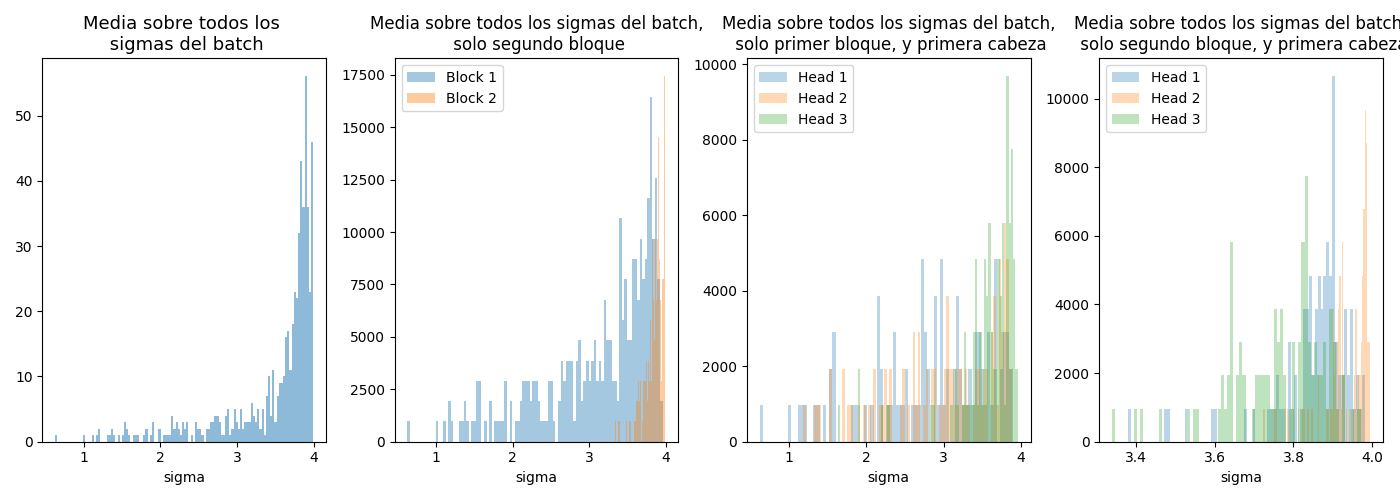 Media sobre todos los
sigmas del batch
50
40
30
20
10
0
1 2 3 4
sigma
Media sobre todos los sigmas del batch,
solo segundo bloque
Block 1
Block 2
17500
15000
12500
10000
7500
5000
2500
0
1 2 3 4
sigma
Media sobre todos los sigmas del batch,
solo primer bloque, y primera cabeza
Head 1
Head 2
Head 3
10000
8000
6000
4000
2000
0
1 2 3 4
sigma
Media sobre todos los sigmas del batch
solo segundo bloque, y primera cabeza
Head 1
Head 2
Head 3
10000
8000
6000
4000
2000
0
3.4 3.6 3.8 4.0
sigma